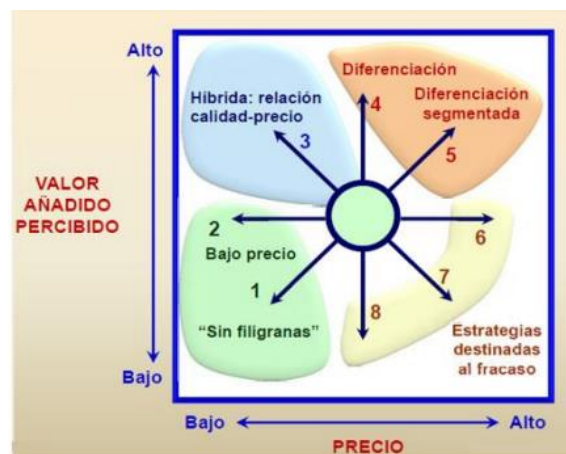 Alto
Diferenciación
Híbrida: relación
calidad-precio
4
Diferenciación
segmentada
3
5
VALOR
AÑADIDO
PERCIBIDO
2
6
Bajo precio
7
1
8
"Sin filigranas"
Estrategias
destinadas
al fracaso
Bajo
Bajo
Alto
PRECIO